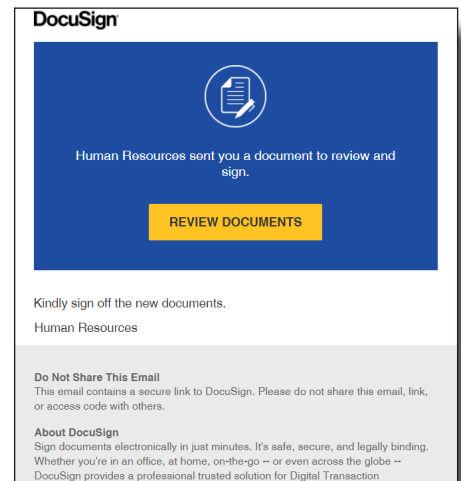 DocuSign
Human Resources sent you a document to review and
sign.
REVIEW DOCUMENTS
Kindly sign off the new documents.
Human Resources
Do Not Share This Email
This email contains a secure link to DocuSign. Please do not share this email, link,
or access code with others.
About DocuSign
Sign documents electronically in just minutes. It's safe, secure, and legally binding.
Whether you're in an office, at home, on-the-go -- or even across the globe --
DocuSign provides a professional trusted solution for Digital Transaction